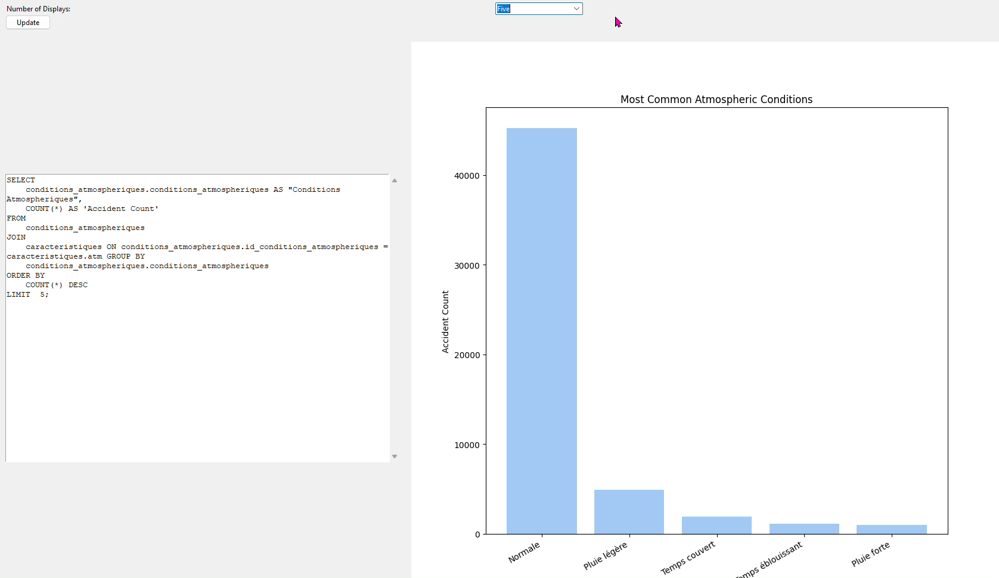 Number of Displays:
Five
Update
SELECT
conditions_atmospheriques.conditions_atmospheriques AS "Conditions
Atmospheriques",
COUNT(*) AS 'Accident Count'
FROM
conditions_atmospheriques
JOIN
caracteristiques ON conditions_atmospheriques.id_conditions_atmospheriques =
caracteristiques.atm GROUP BY
conditions_atmospheriques.conditions_atmospheriques
ORDER BY
COUNT(*) DESC
LIMIT  5;
Most Common Atmospheric Conditions
Accident Count
40000
30000
20000
10000
0
Normale
Pluie légère
Temps couvert
éblouissant
Pluie forte